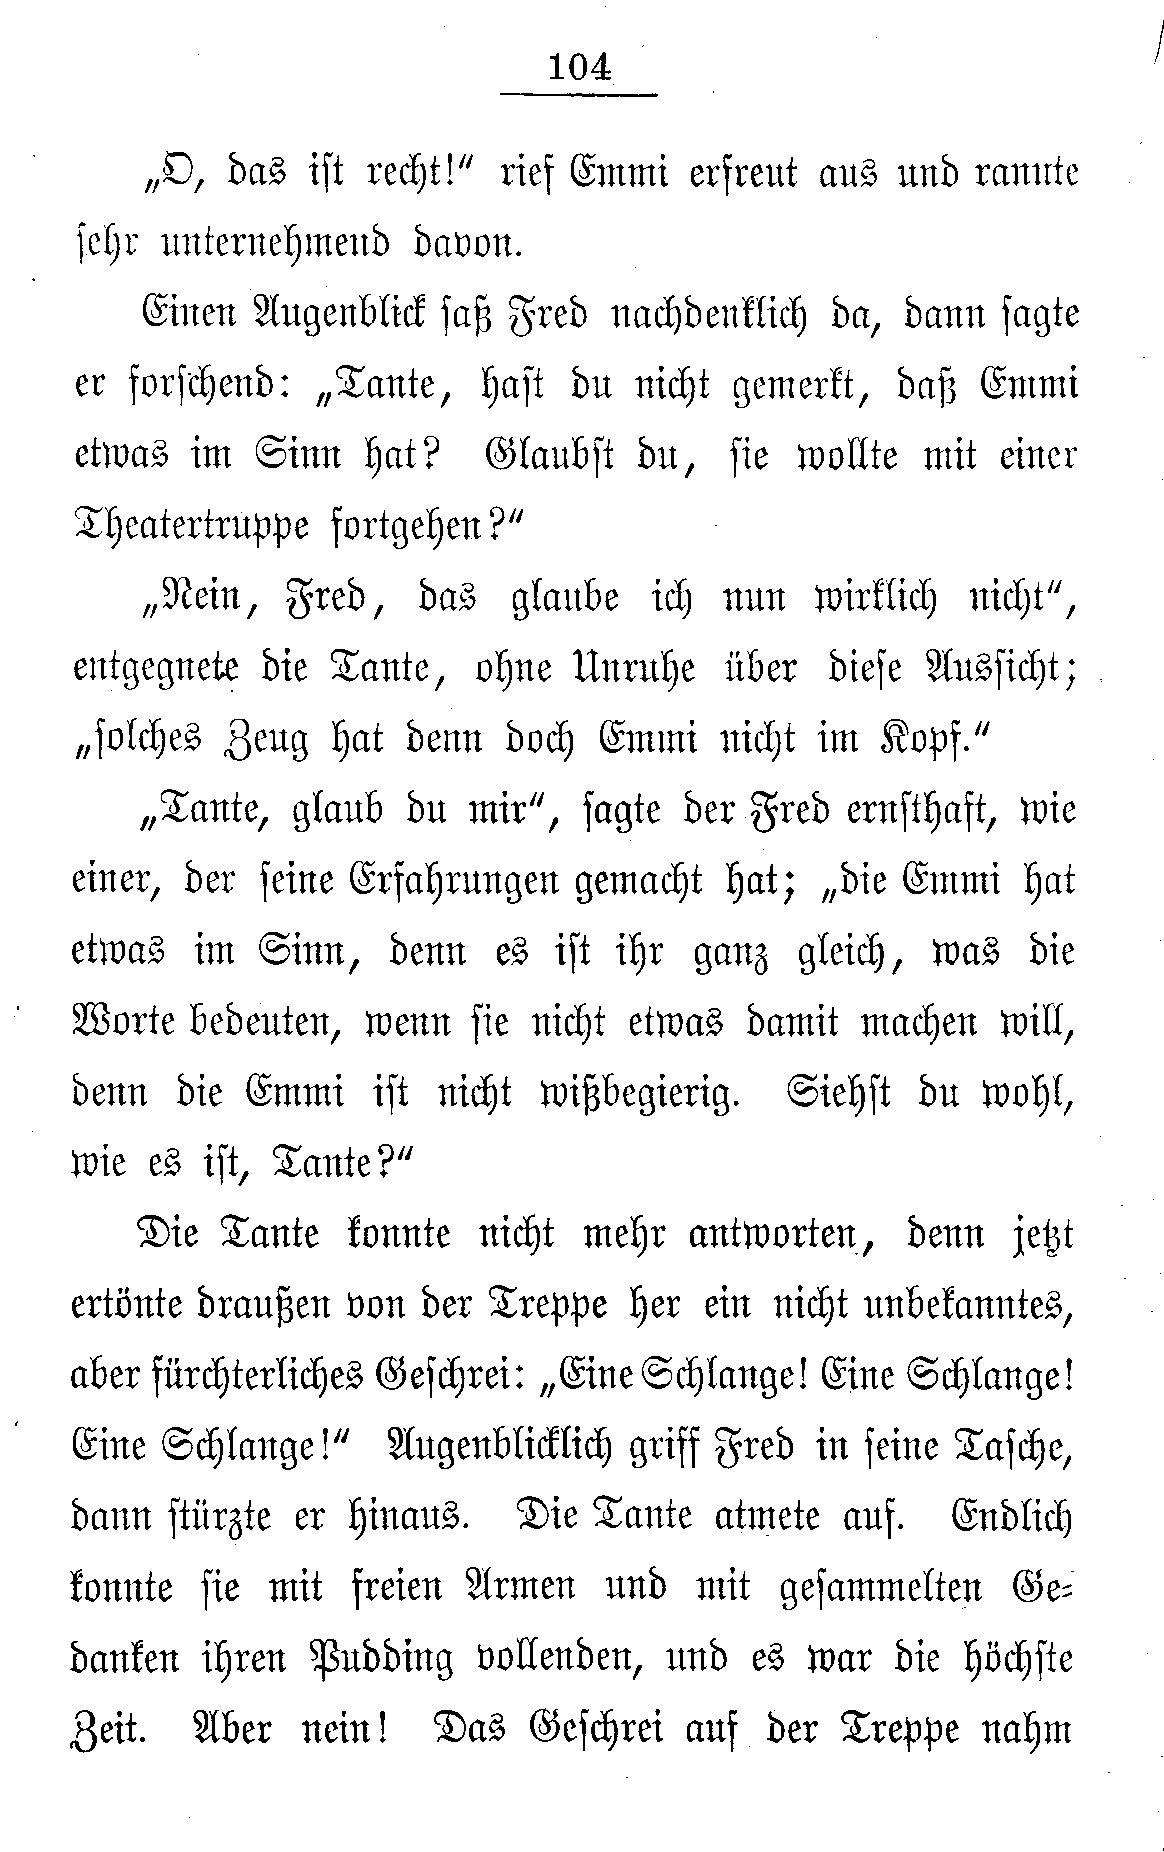 104
„O, das ist recht!“ rief Emmi erfreut aus und rannte
sehr unternehmend davon.
Einen Augenblick saß Fred nachdenklich da, dann sagte
er forschend: „Tante, hast du nicht gemerkt, daß Emmi
etwas im Sinn hat? Glaubst du, sie wollte mit einer
Theatertruppe fortgehen?“
„Nein, Fred, das glaube ich nun wirklich nicht“,
entgegnete die Tante, ohne Unruhe über diese Aussicht;
„solches Zeug hat denn doch Emmi nicht im Kopf.“
„Tante, glaub du mir“, sagte der Fred ernsthaft, wie
einer, der seine Erfahrungen gemacht hat; „die Emmi hat
etwas im Sinn, denn es ist ihr ganz gleich, was die
Worte bedeuten, wenn sie nicht etwas damit machen will,
denn die Emmi ist nicht wißbegierig. Siehst du wohl,
wie es ist, Tante?“
Die Tante konnte nicht mehr antworten, denn jetzt
ertönte draußen von der Treppe her ein nicht unbekanntes,
aber fürchterliches Geschrei: „Eine Schlange! Eine Schlange!
Eine Schlange!“ Augenblicklich griff Fred in seine Tasche,
dann stürzte er hinaus. Die Tante atmete auf. Endlich
konnte sie mit freien Armen und mit gesammelten Ge-
danken ihren Pudding vollenden, und es war die höchste
Zeit. Aber nein! Das Geschrei auf der Treppe nahm